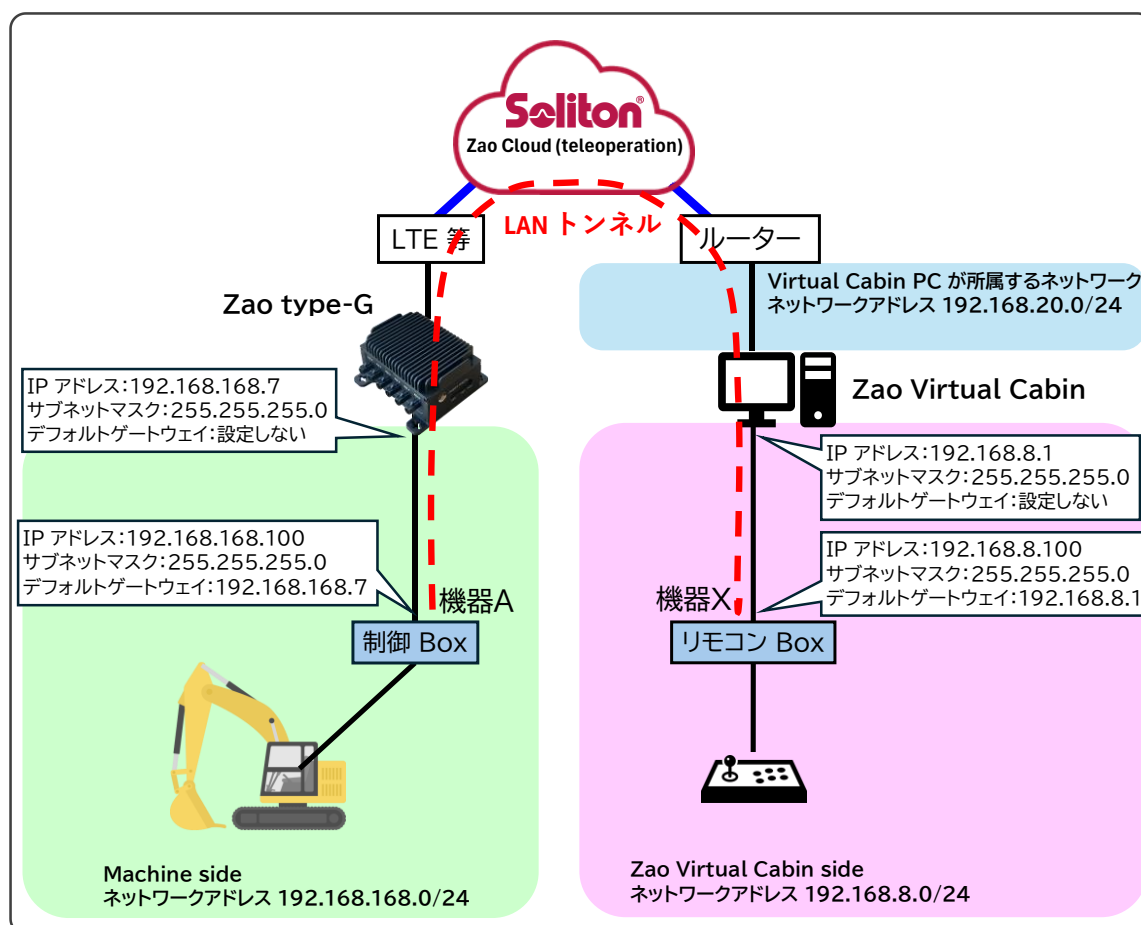 Soliton®
Zao Cloud (teleoperation)
LAN トンネル
LTE 等
ルーター
Virtual Cabin PC が所属するネットワーク
ネットワークアドレス 192.168.20.0/24
Zao type-G
Zao Virtual Cabin
IP アドレス:192.168.168.7
サブネットマスク:255.255.255.0
デフォルトゲートウェイ:設定しない
IP アドレス:192.168.8.1
サブネットマスク:255.255.255.0
デフォルトゲートウェイ:設定しない
IP アドレス:192.168.168.100
サブネットマスク:255.255.255.0
デフォルトゲートウェイ:192.168.168.7
IP アドレス:192.168.8.100
サブネットマスク:255.255.255.0
デフォルトゲートウェイ:192.168.8.1
機器A
機器X
制御 Box
リモコン Box
Machine side
ネットワークアドレス 192.168.168.0/24
Zao Virtual Cabin side
ネットワークアドレス 192.168.8.0/24